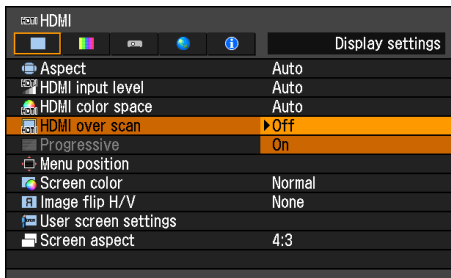 HDMI
Display settings
Aspect Auto
HDMI input level Auto
HDMI color space Auto
HDMI over scan Off
Progressive On
Menu position
Screen color Normal
Image flip H/V None
User screen settings
Screen aspect 4:3